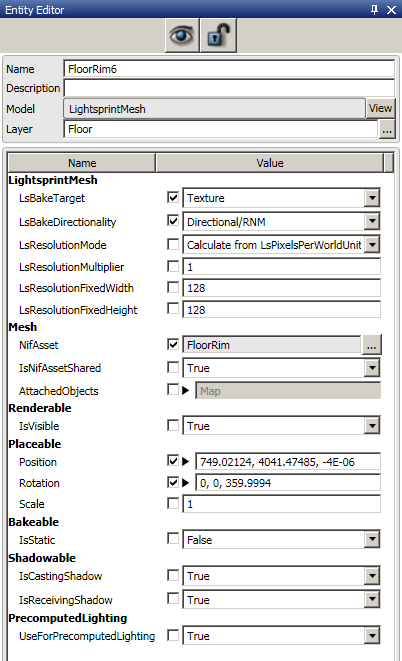 Entity Editor
Name FloorRim6
Description
Model LightsprintMesh View
Layer Floor ...
Name Value
LightsprintMesh
LsBakeTarget Texture
LsBakeDirectionality Directional/RNM
LsResolutionMode Calculate from LsPixelsPerWorldUnit
LsResolutionMultiplier 1
LsResolutionFixedWidth 128
LsResolutionFixedHeight 128
Mesh
NifAsset FloorRim ...
IsNifAssetShared True
AttachedObjects Map
Renderable
IsVisible True
Placeable
Position 749.02124, 4041.47485, -4E-06
Rotation 0, 0, 359.9994
Scale 1
Bakeable
IsStatic False
Shadowable
IsCastingShadow True
IsReceivingShadow True
PrecomputedLighting
UseForPrecomputedLighting True